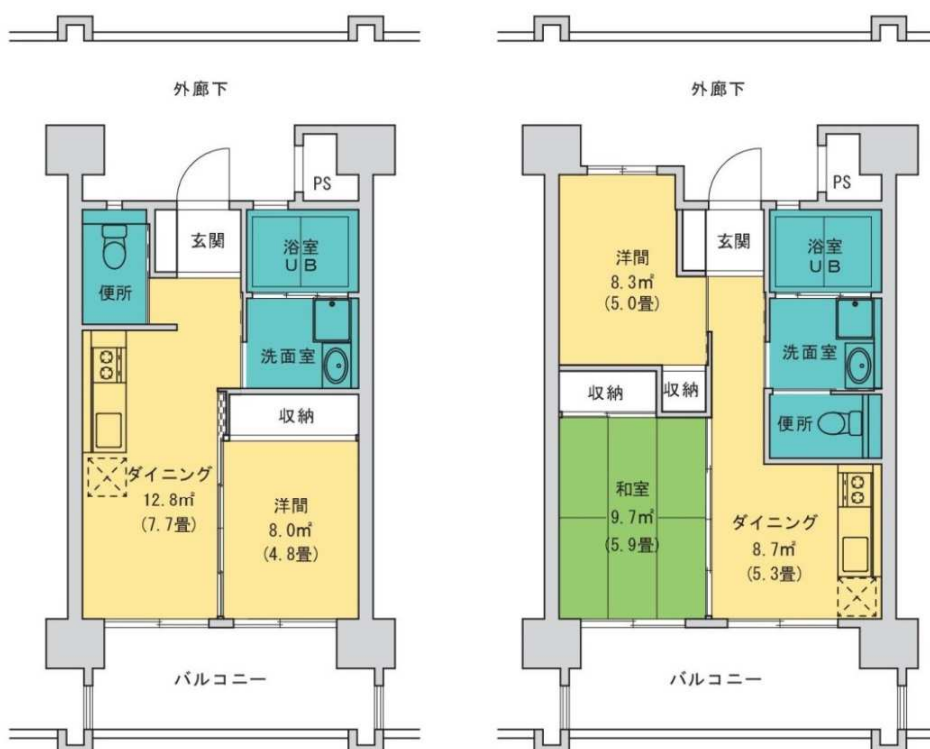 外廊下
PS
玄関
浴室
UB
便所
洗面室
収納
ダイニング
12.8㎡
(7.7畳)
洋間
8.0㎡
(4.8畳)
バルコニー
外廊下
PS
玄関
浴室
UB
洋間
8.3㎡
(5.0畳)
洗面室
収納
収納
便所
和室
9.7㎡
(5.9畳)
ダイニング
8.7㎡
(5.3畳)
バルコニー